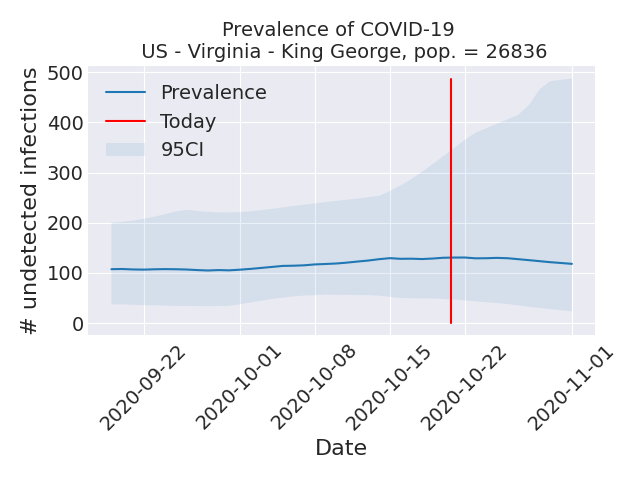 Prevalence of COVID-19
US - Virginia - King George, pop. = 26836
# undetected infections
500
400
300
200
100
0
Prevalence
Today
95CI
2020-09-22
2020-10-01
2020-10-08
2020-10-15
2020-10-22
2020-11-01
Date